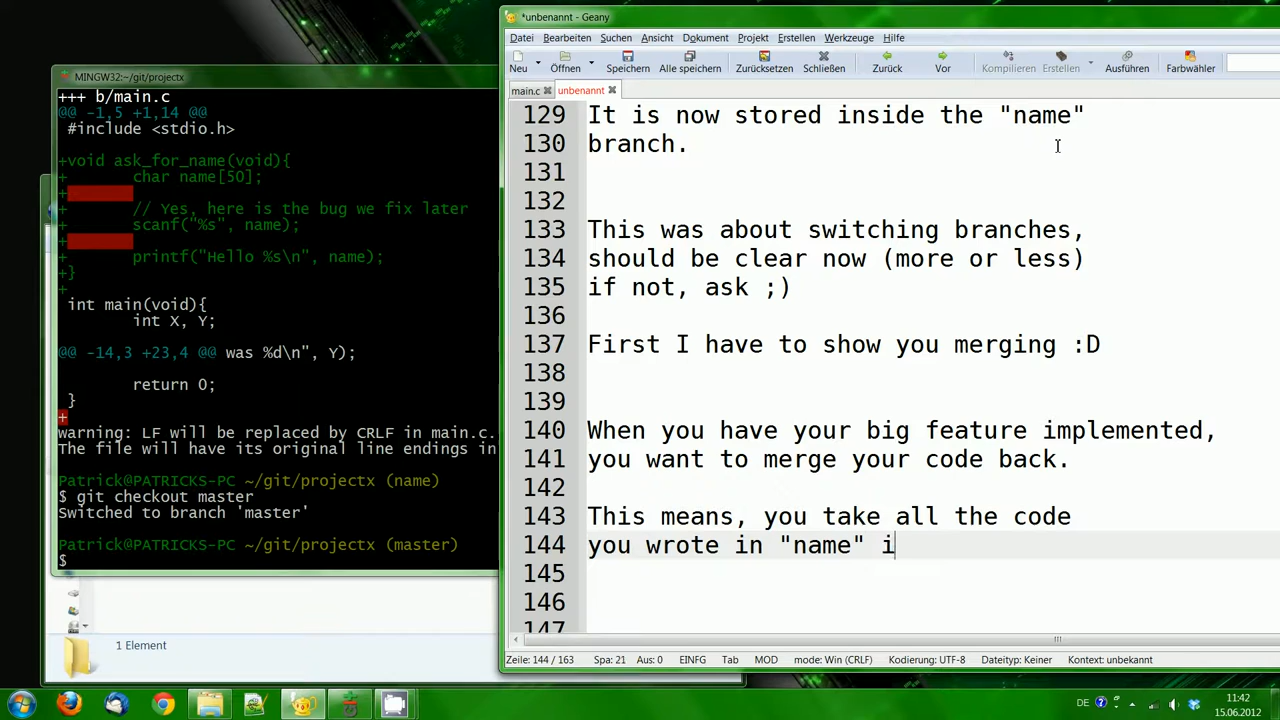 MINGW32:~/git/projectx
+++ b/main.c
@@ -1,5 +1,14 @@
#include <stdio.h>
+void ask_for_name(void){
+ char name[50];
+
+ // Yes, here is the bug we fix later
+ scanf("%s", name);
+
+ printf("Hello %s\n", name);
+}
+
int main(void){
int X, Y;
@@ -14,3 +23,4 @@ was %d\n", Y);
return 0;
}
+
warning: LF will be replaced by CRLF in main.c.
The file will have its original line endings in
Patrick@PATRICKS-PC ~/git/projectx (name)
$ git checkout master
Switched to branch 'master'
Patrick@PATRICKS-PC ~/git/projectx (master)
$
1 Element
*unbenannt - Geany
Datei Bearbeiten Suchen Ansicht Dokument Projekt Erstellen Werkzeuge Hilfe
Neu Öffnen Speichern Alle speichern Zurücksetzen Schließen Zurück Vor Kompilieren Erstellen Ausführen Farbwähler
main.c unbenannt
129 It is now stored inside the "name"
130 branch.
131
132
133 This was about switching branches,
134 should be clear now (more or less)
135 if not, ask ;)
136
137 First I have to show you merging :D
138
139
140 When you have your big feature implemented,
141 you want to merge your code back.
142
143 This means, you take all the code
144 you wrote in "name" i
145
146
147
Zeile: 144 / 163 Spa: 21 Aus: 0 EINFG Tab MOD mode: Win (CRLF) Kodierung: UTF-8 Dateityp: Keiner Kontext: unbekannt
DE 11:42
15.06.2012